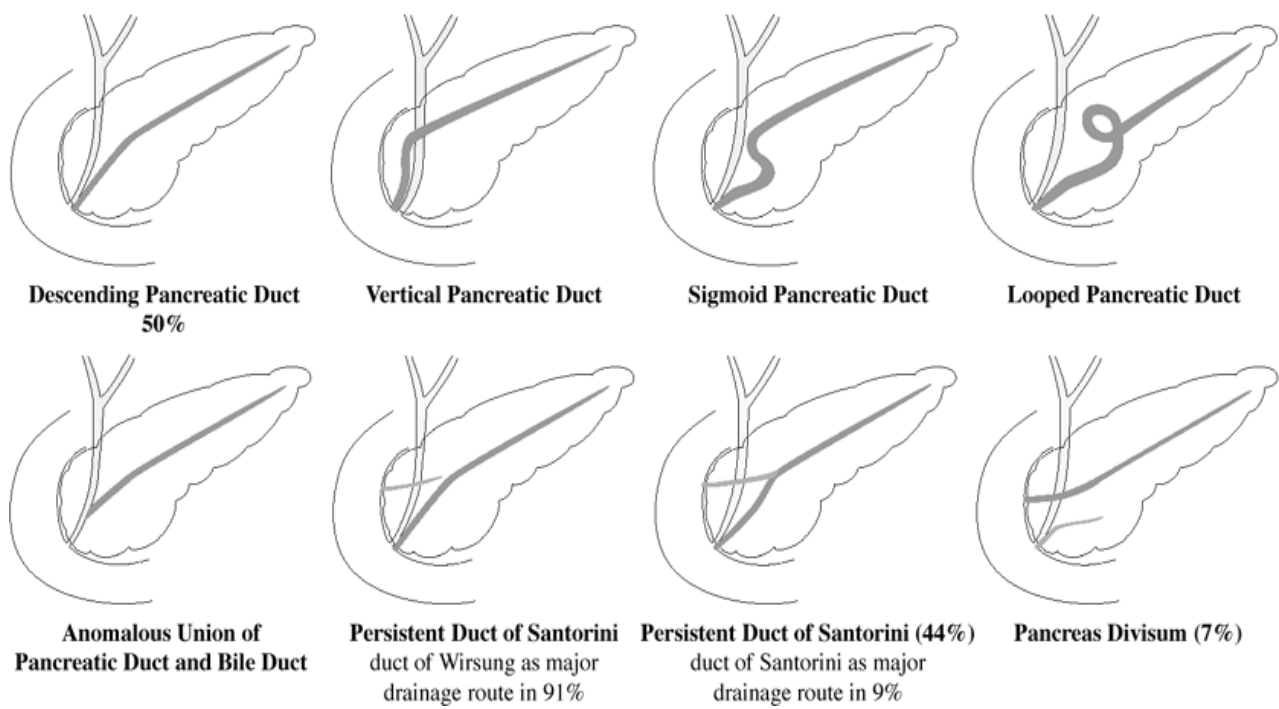 Descending Pancreatic Duct
50%
Vertical Pancreatic Duct
Sigmoid Pancreatic Duct
Looped Pancreatic Duct
Anomalous Union of
Pancreatic Duct and Bile Duct
Persistent Duct of Santorini
duct of Wirsung as major
drainage route in 91%
Persistent Duct of Santorini (44%)
duct of Santorini as major
drainage route in 9%
Pancreas Divisum (7%)